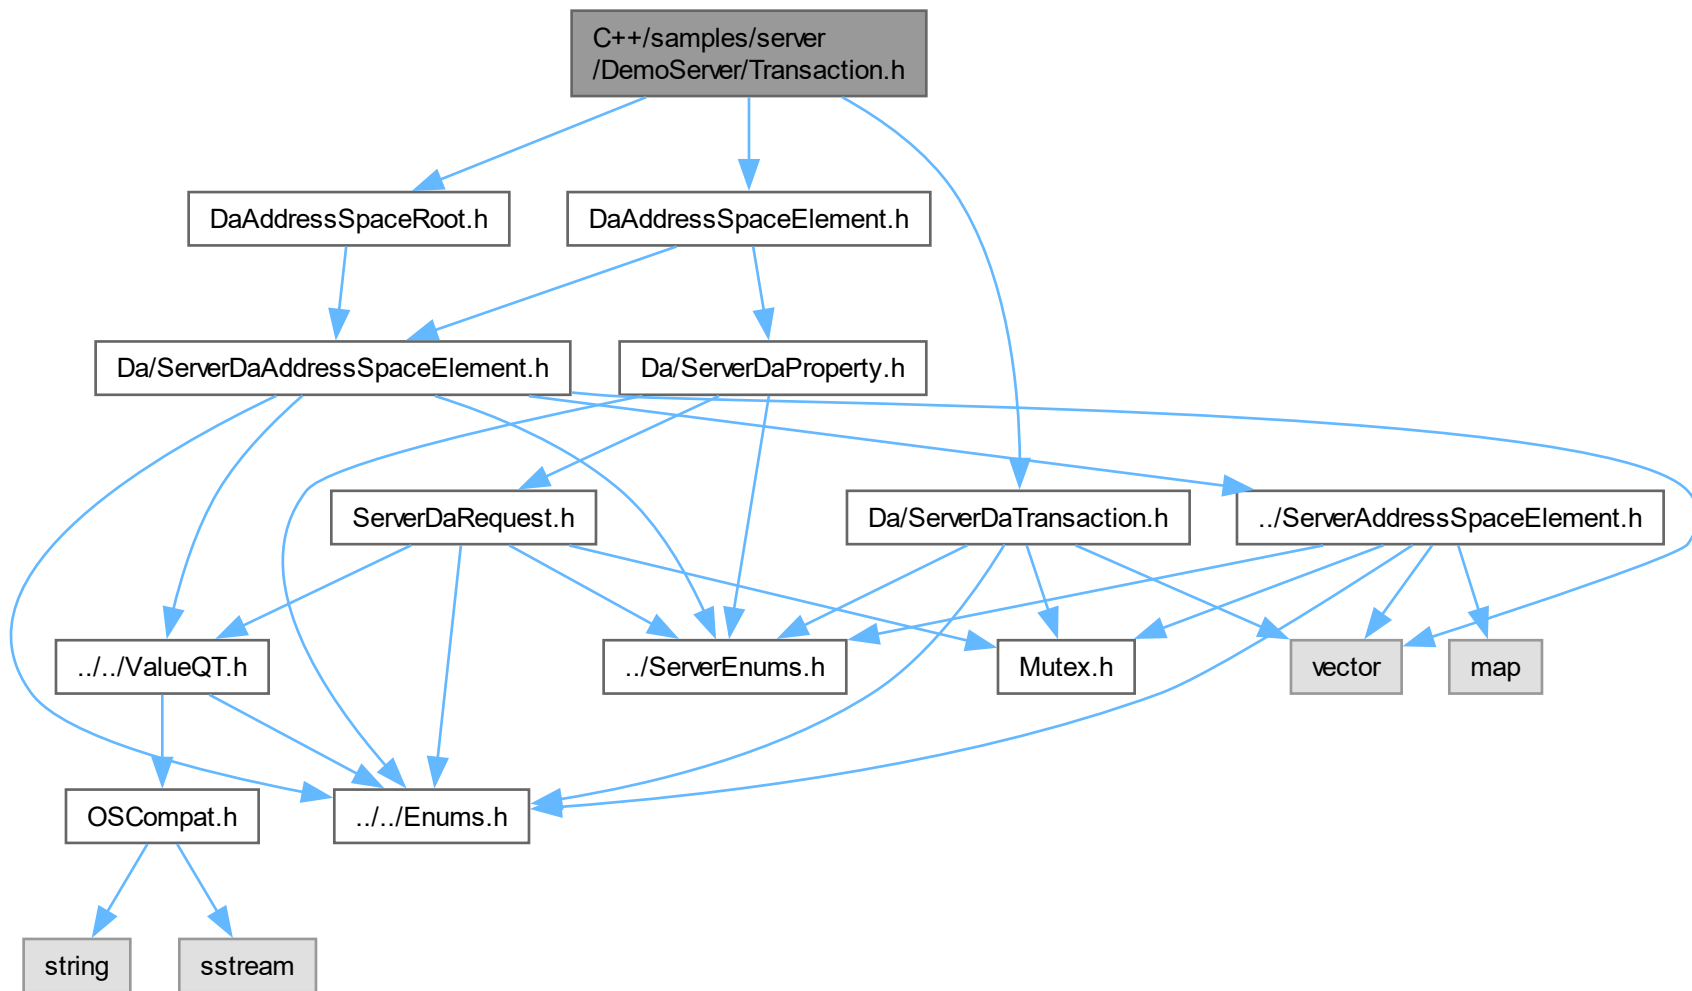 C++/samples/server
/DemoServer/Transaction.h
DaAddressSpaceRoot.h
DaAddressSpaceElement.h
Da/ServerDaAddressSpaceElement.h
Da/ServerDaProperty.h
ServerDaRequest.h
Da/ServerDaTransaction.h
../ServerAddressSpaceElement.h
../../ValueQT.h
../ServerEnums.h
Mutex.h
vector
map
OSCompat.h
../../Enums.h
string
sstream